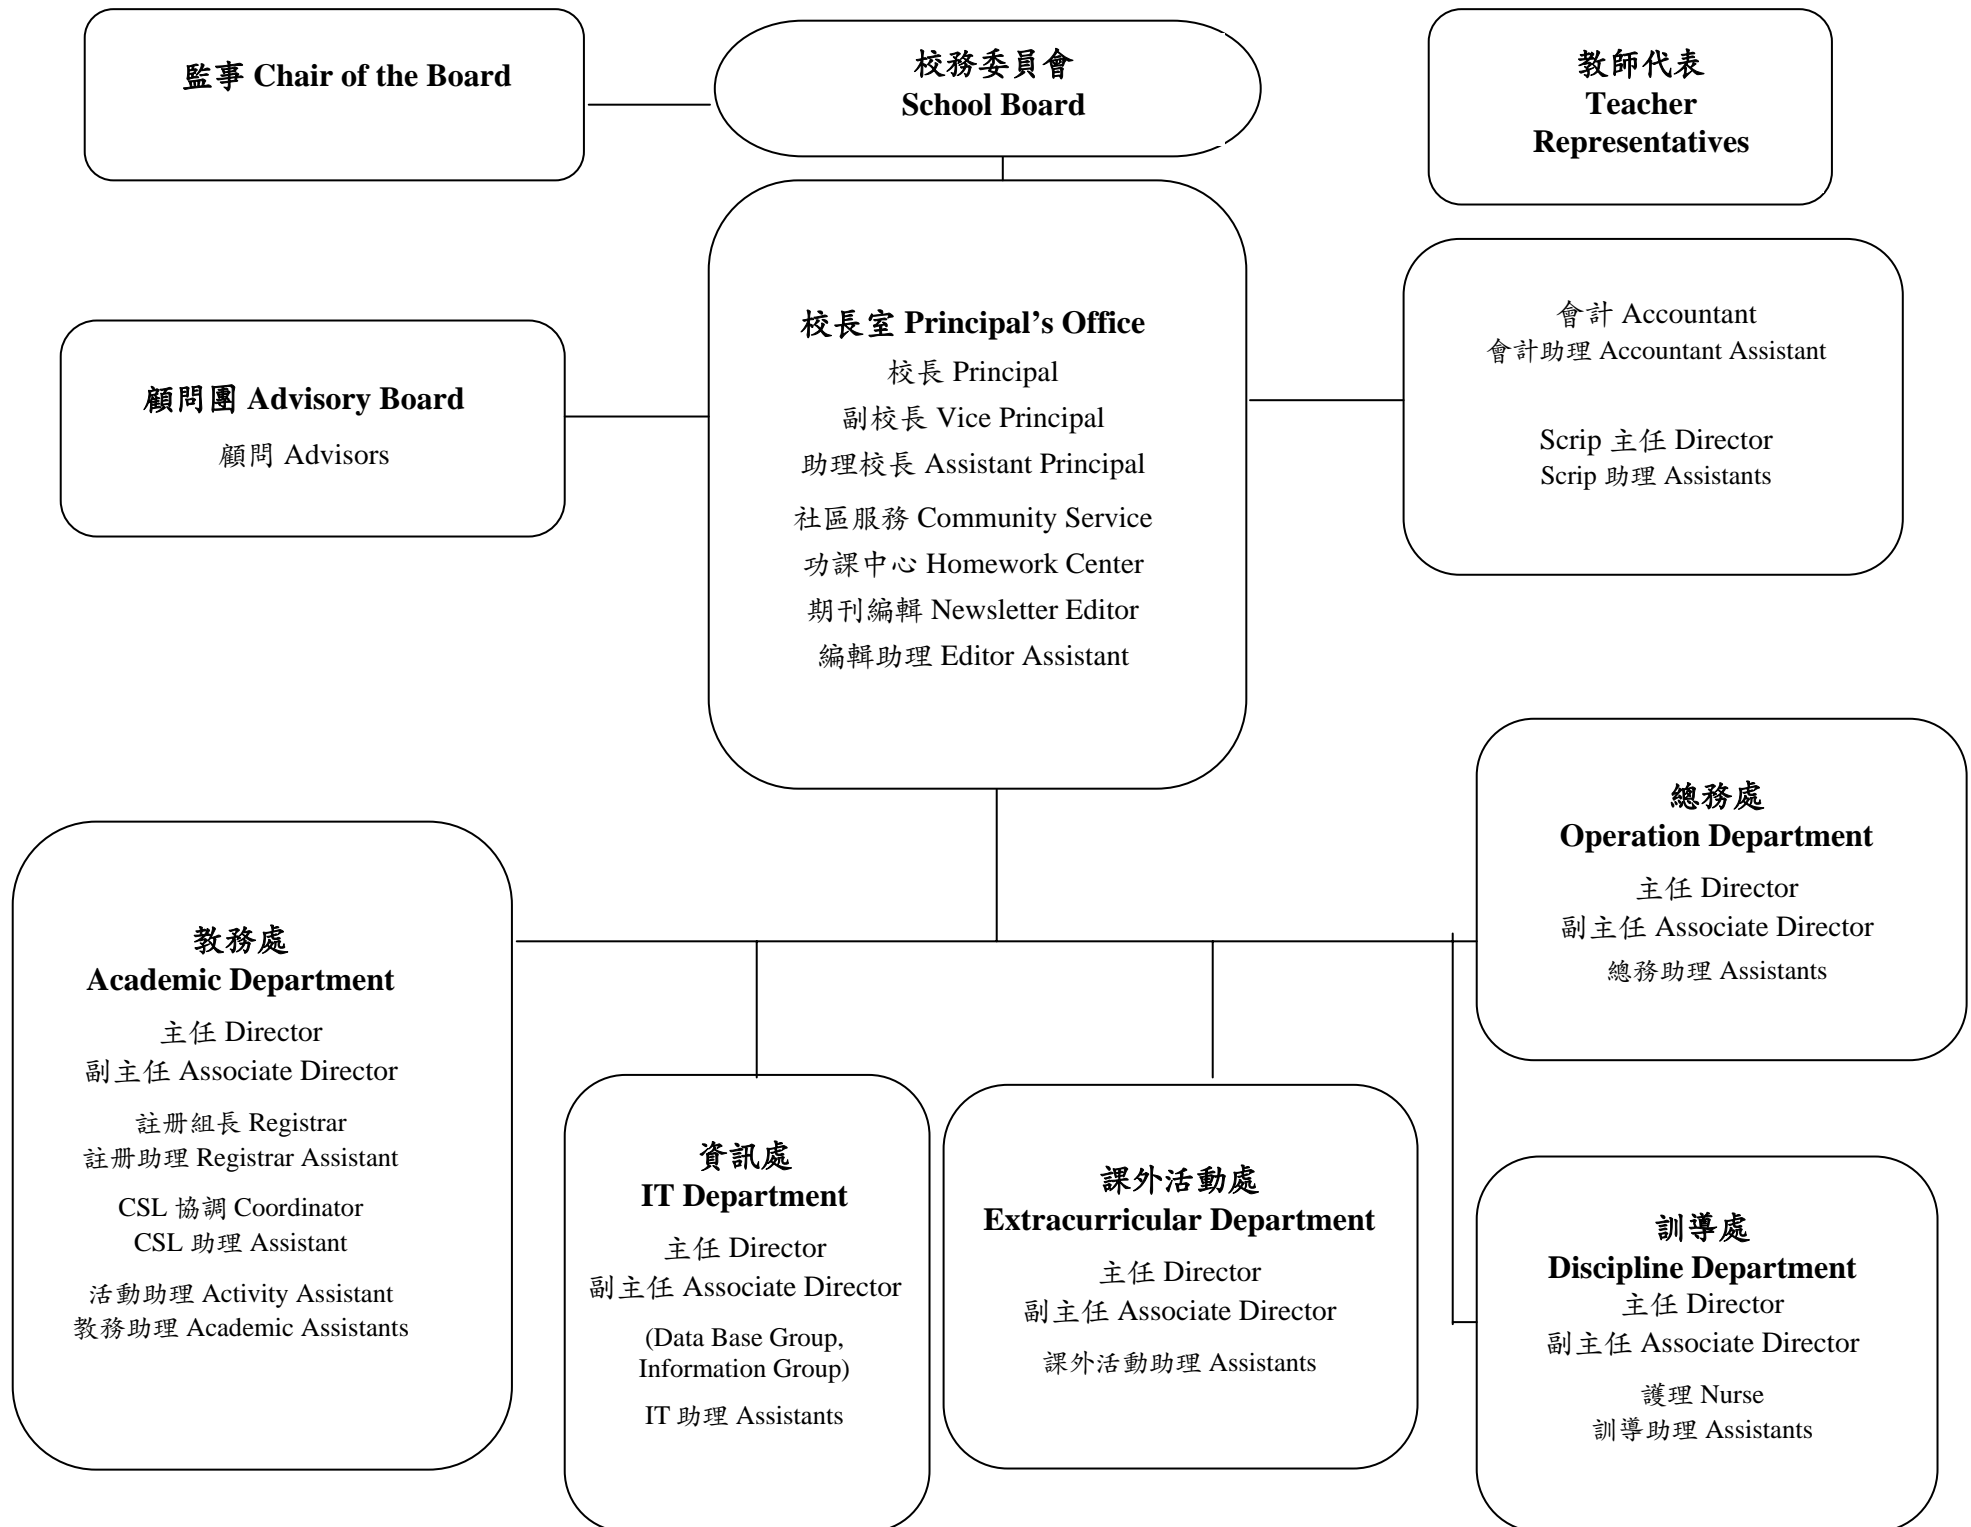 監事 Chair of the Board
校務委員會
School Board
教師代表
Teacher
Representatives
校長室 Principal’s Office
校長 Principal
副校長 Vice Principal
助理校長 Assistant Principal
社區服務 Community Service
功課中心 Homework Center
期刊編輯 Newsletter Editor
編輯助理 Editor Assistant
會計 Accountant
會計助理 Accountant Assistant
Scrip 主任 Director
Scrip 助理 Assistants
顧問團 Advisory Board
顧問 Advisors
總務處
Operation Department
主任 Director
副主任 Associate Director
總務助理 Assistants
教務處
Academic Department
主任 Director
副主任 Associate Director
註冊組長 Registrar
註冊助理 Registrar Assistant
CSL 協調 Coordinator
CSL 助理 Assistant
活動助理 Activity Assistant
教務助理 Academic Assistants
資訊處
IT Department
主任 Director
副主任 Associate Director
(Data Base Group,
Information Group)
IT 助理 Assistants
課外活動處
Extracurricular Department
主任 Director
副主任 Associate Director
課外活動助理 Assistants
訓導處
Discipline Department
主任 Director
副主任 Associate Director
護理 Nurse
訓導助理 Assistants